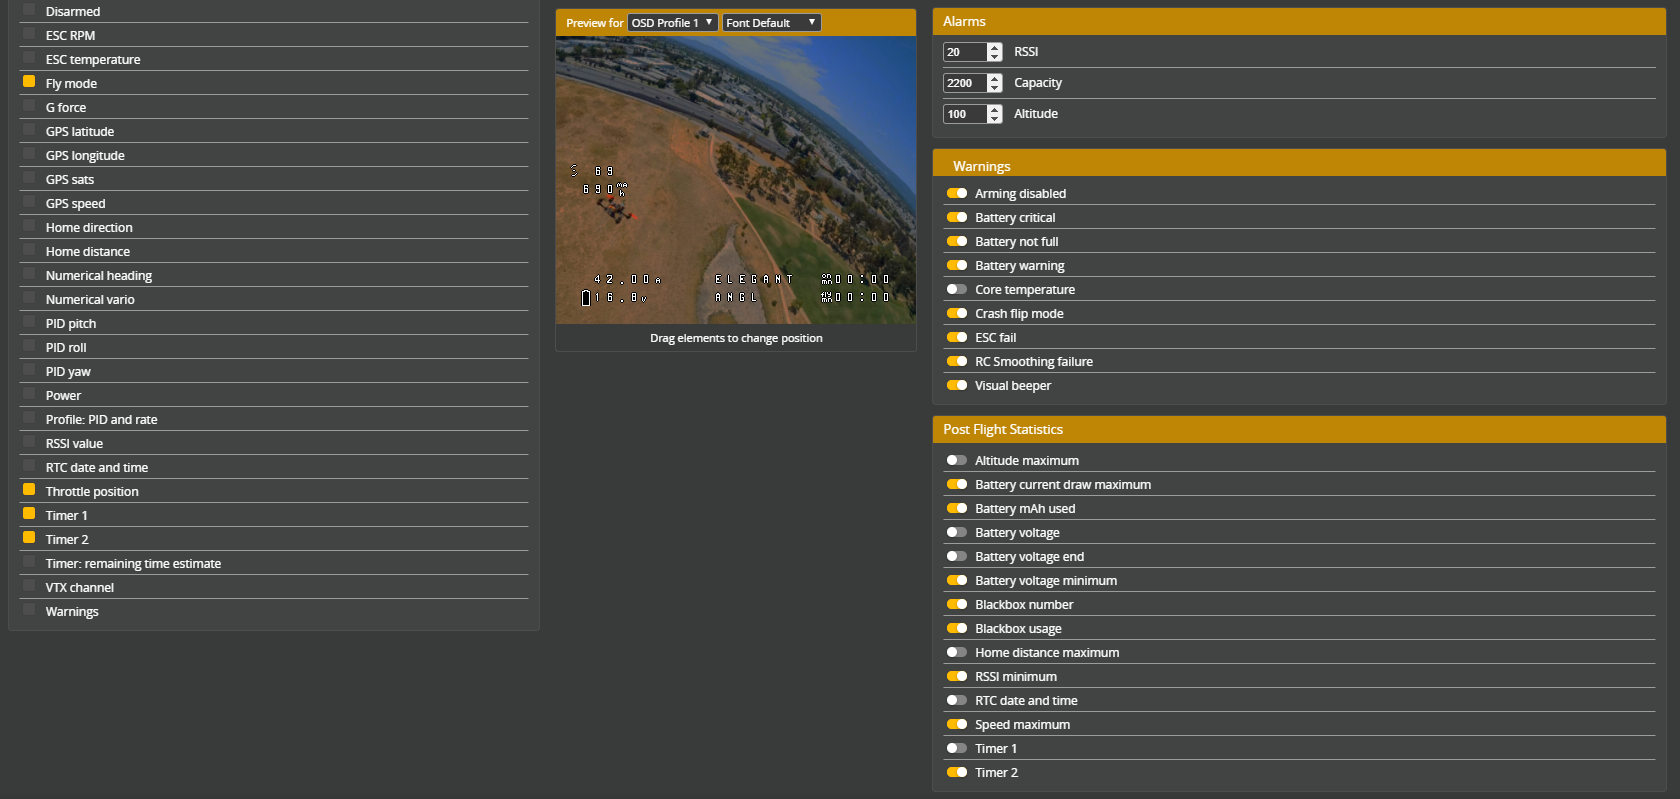 Disarmed
ESC RPM
ESC temperature
Fly mode
G force
GPS latitude
GPS longitude
GPS sats
GPS speed
Home direction
Home distance
Numerical heading
Numerical vario
PID pitch
PID roll
PID yaw
Power
Profile: PID and rate
RSSI value
RTC date and time
Throttle position
Timer 1
Timer 2
Timer: remaining time estimate
VTX channel
Warnings
Preview for OSD Profile 1 Font Default
69
690mAh
42.00A ELEGANT on mn 00:00
16.8v ANGL fly mn 00:00
Drag elements to change position
Alarms
20 RSSI
2200 Capacity
100 Altitude
Warnings
Arming disabled
Battery critical
Battery not full
Battery warning
Core temperature
Crash flip mode
ESC fail
RC Smoothing failure
Visual beeper
Post Flight Statistics
Altitude maximum
Battery current draw maximum
Battery mAh used
Battery voltage
Battery voltage end
Battery voltage minimum
Blackbox number
Blackbox usage
Home distance maximum
RSSI minimum
RTC date and time
Speed maximum
Timer 1
Timer 2